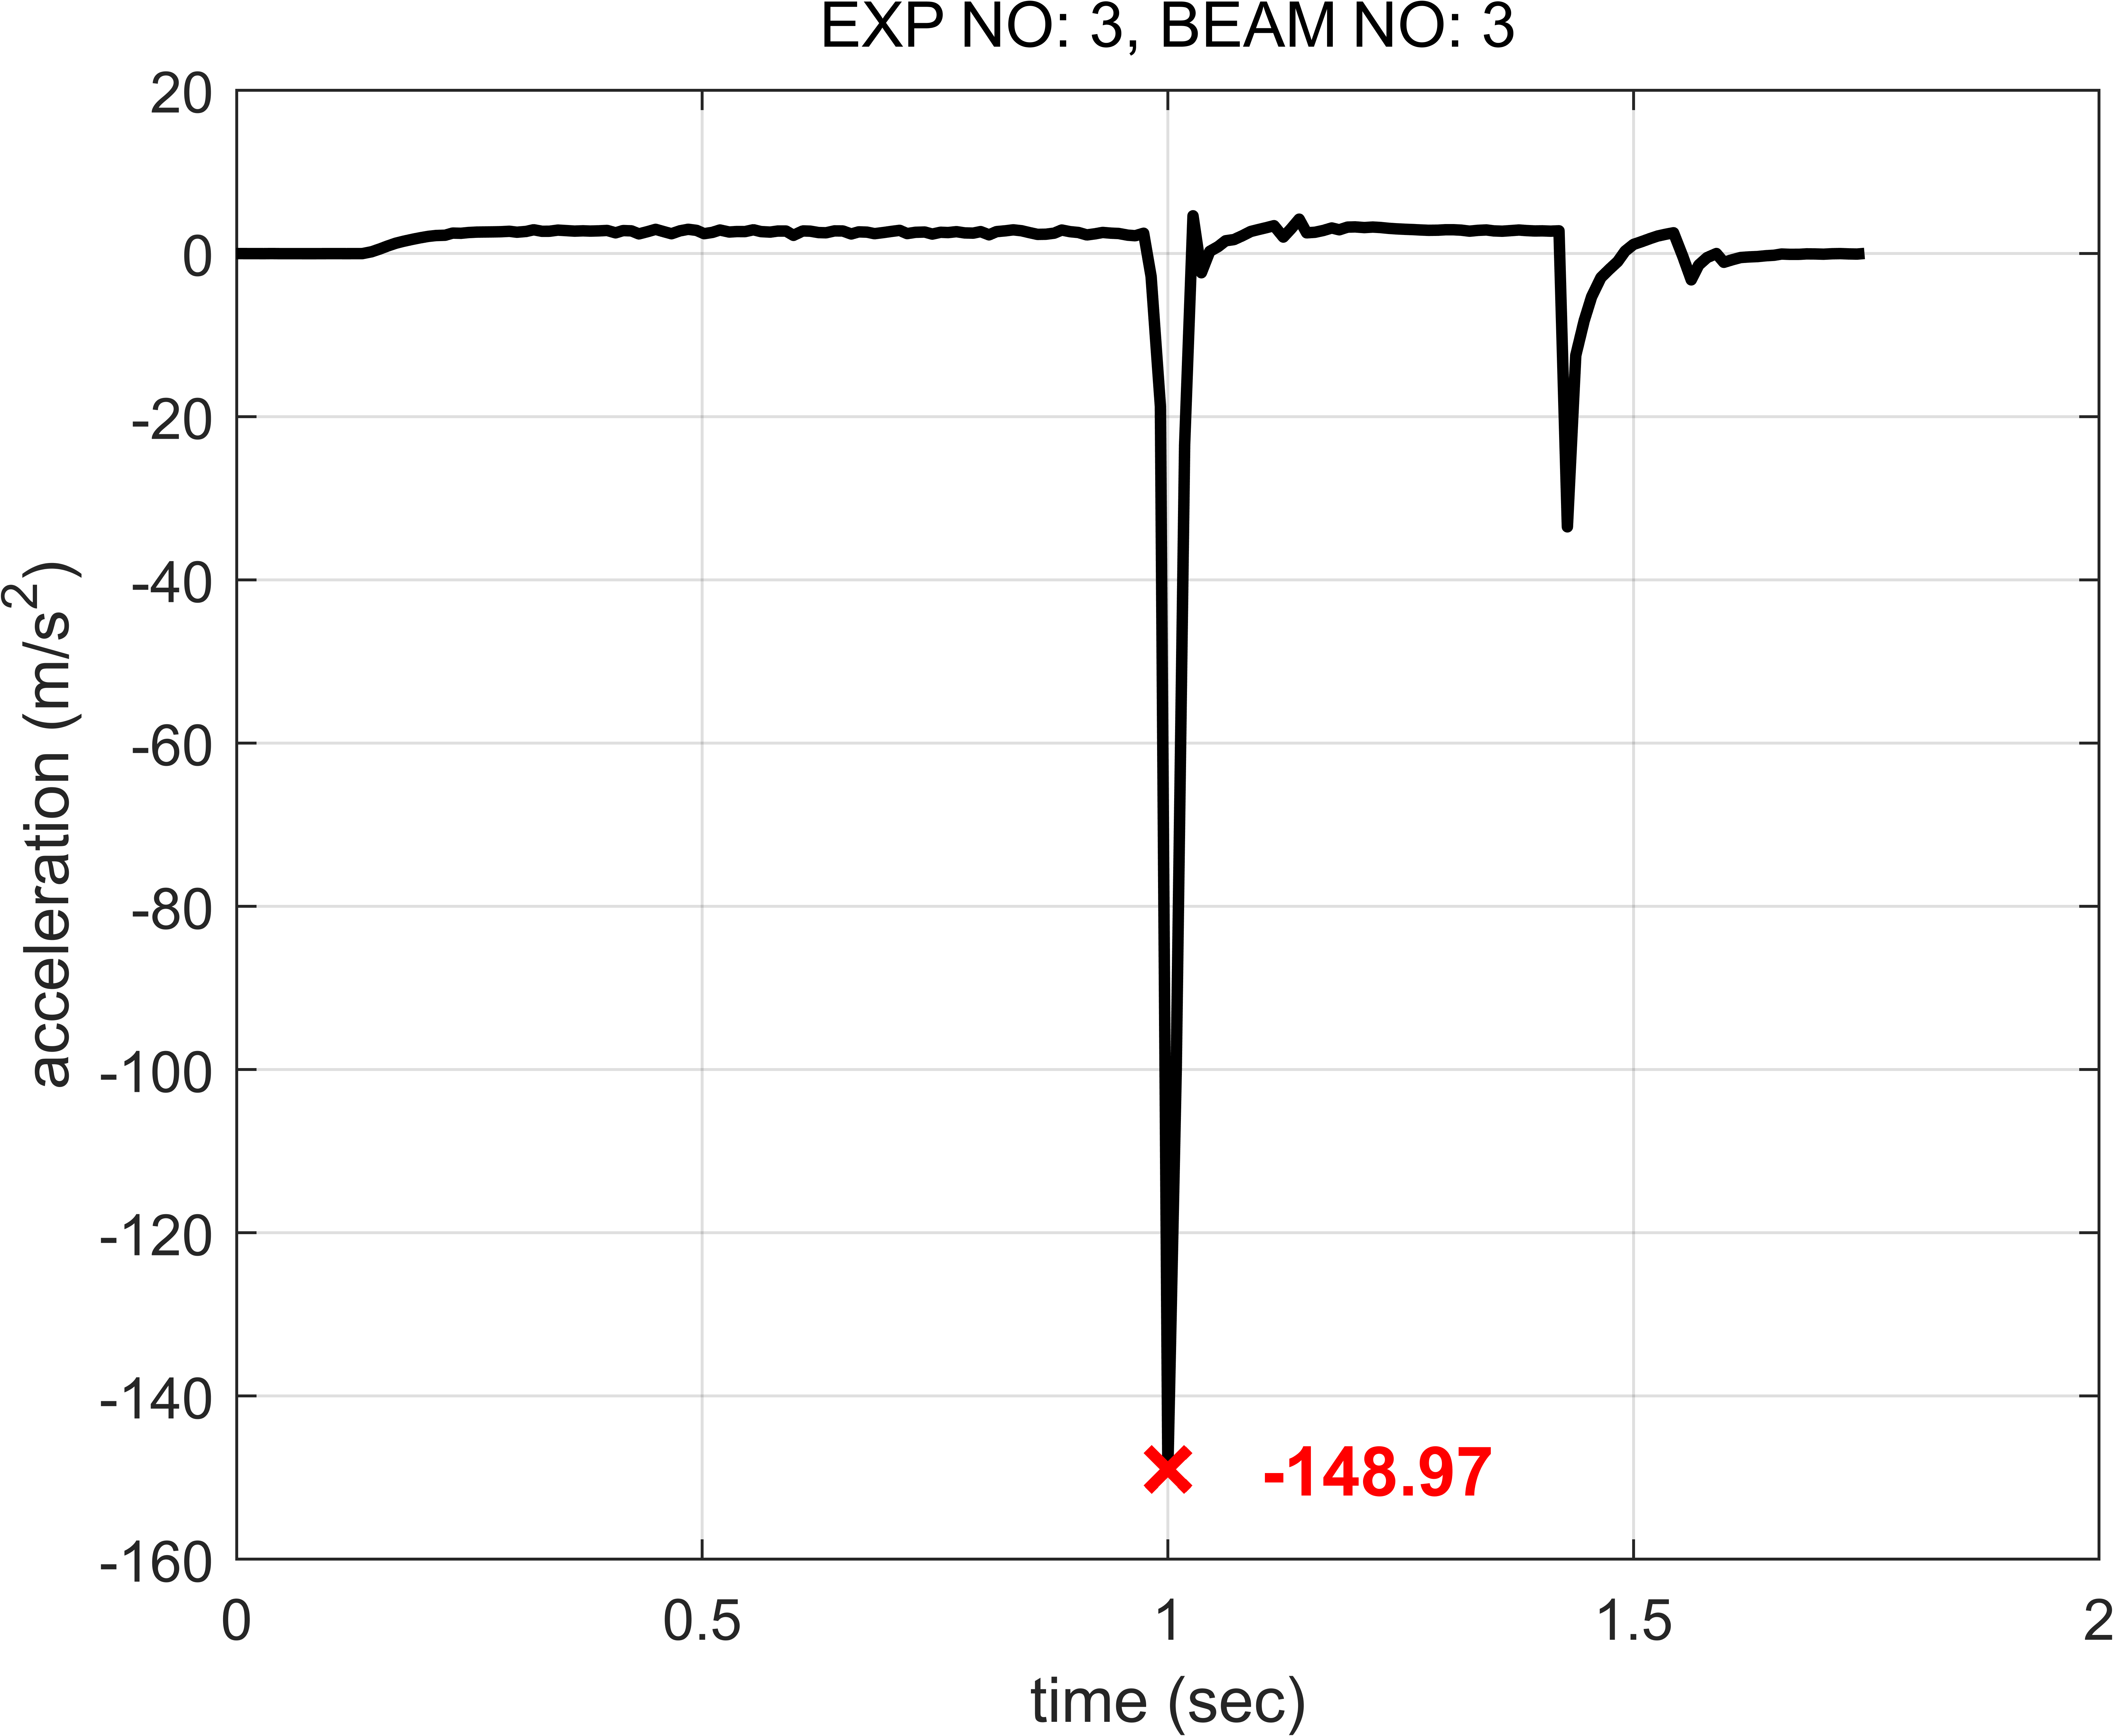 EXP NO: 3, BEAM NO: 3
20
0
-20
-40
-60
-80
-100
-120
-140
-160
acceleration (m/s²)
-148.97
0 0.5 1 1.5 2
time (sec)